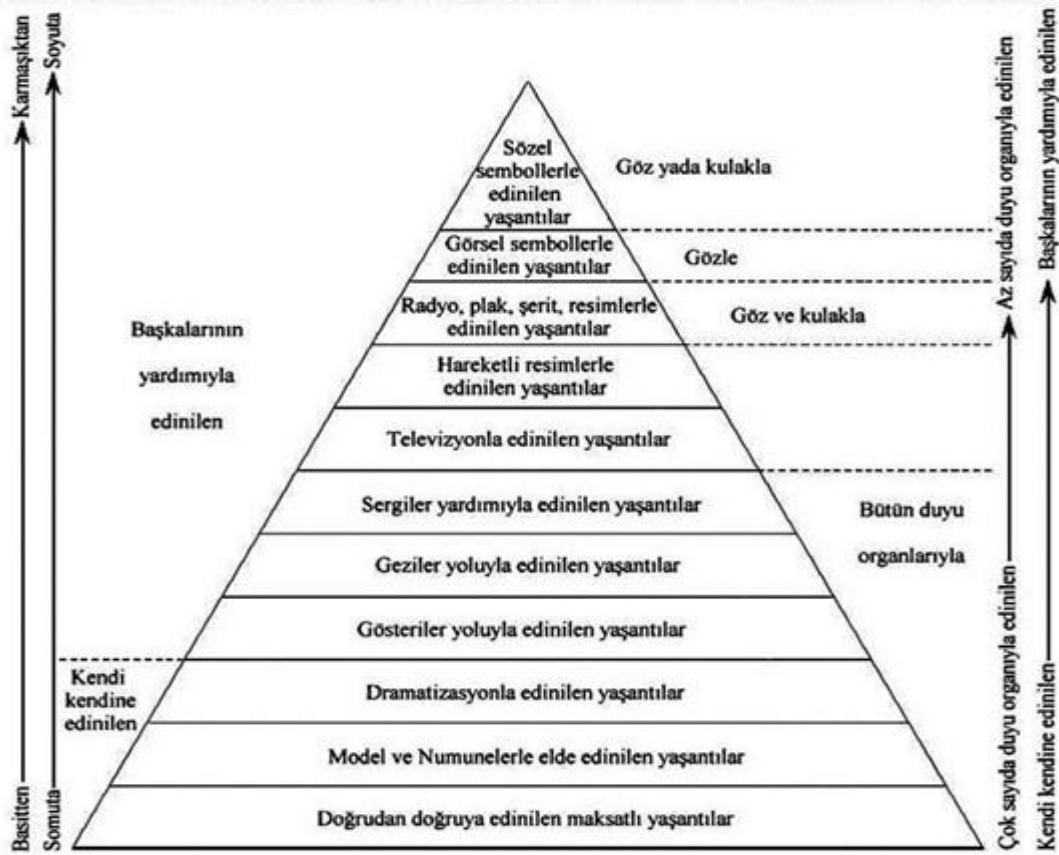 Karmaşıktan
Soyuta
Basitten
Somuta
Başkalarının
yardımıyla
edinilen
Kendi
kendine
edinilen
Sözel
sembollerle
edinilen
yaşantılar
Görsel sembollerle
edinilen yaşantılar
Radyo, plak, şerit, resimlerle
edinilen yaşantılar
Hareketli resimlerle
edinilen yaşantılar
Televizyonla edinilen yaşantılar
Sergiler yardımıyla edinilen yaşantılar
Geziler yoluyla edinilen yaşantılar
Gösteriler yoluyla edinilen yaşantılar
Dramatizasyonla edinilen yaşantılar
Model ve Numunelerle elde edinilen yaşantılar
Doğrudan doğruya edinilen maksatlı yaşantılar
Göz yada kulakla
Gözle
Göz ve kulakla
Bütün duyu
organlarıyla
Az sayıda duyu organıyla edinilen
Çok sayıda duyu organıyla edinilen
Başkalarının yardımıyla edinilen
Kendi kendine edinilen